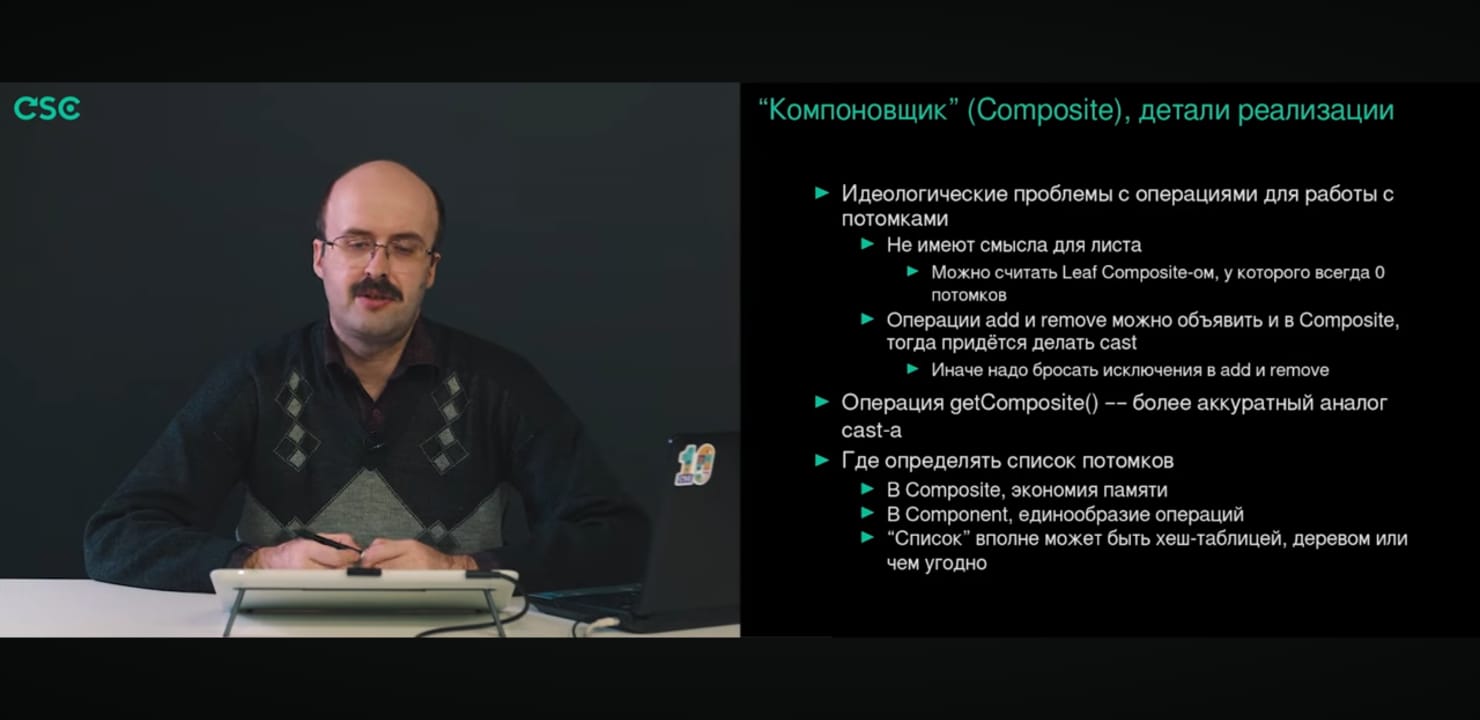 CSC
“Компоновщик” (Composite), детали реализации
► Идеологические проблемы с операциями для работы с
потомками
► Не имеют смысла для листа
► Можно считать Leaf Composite-ом, у которого всегда 0
потомков
► Операции add и remove можно объявить и в Composite,
тогда придётся делать cast
► Иначе надо бросать исключения в add и remove
► Операция getComposite() –– более аккуратный аналог
cast-а
► Где определять список потомков
► В Composite, экономия памяти
► В Component, единообразие операций
► “Список” вполне может быть хеш-таблицей, деревом или
чем угодно